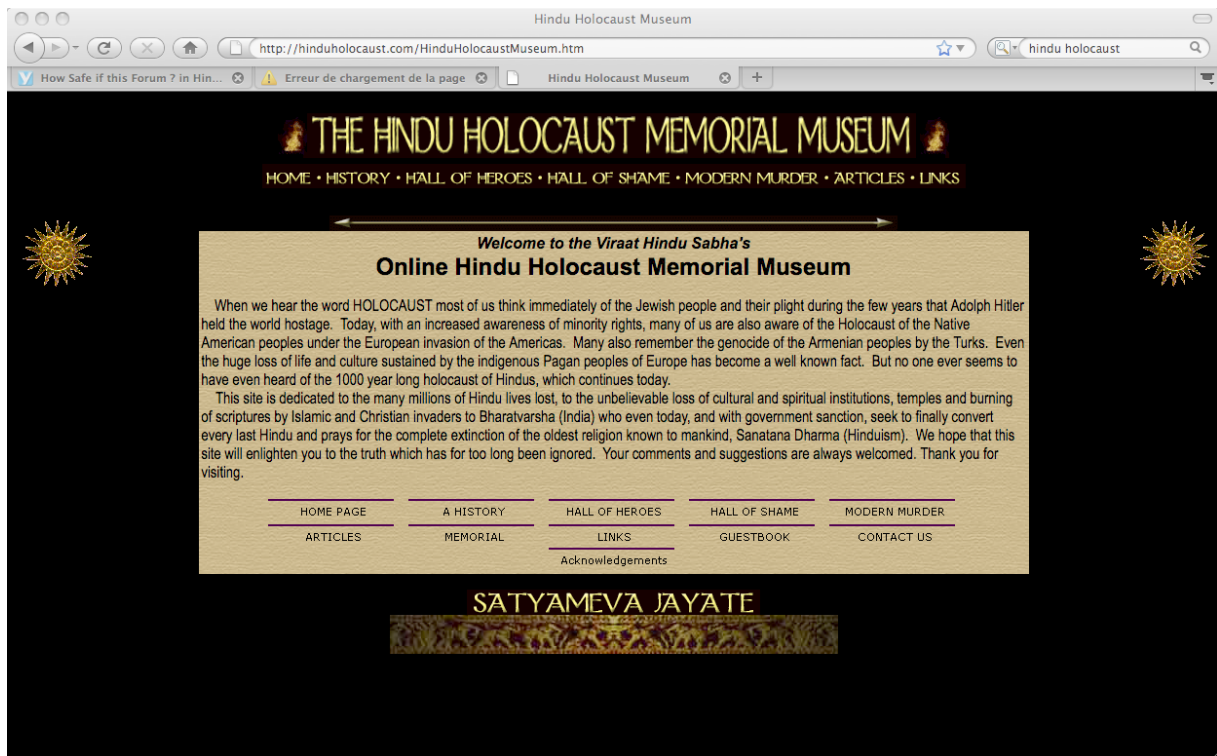 Hindu Holocaust Museum
http://hinduholocaust.com/HinduHolocaustMuseum.htm
hindu holocaust
How Safe if this Forum ? in Hin...
Erreur de chargement de la page
Hindu Holocaust Museum
THE HINDU HOLOCAUST MEMORIAL MUSEUM
HOME • HISTORY • HALL OF HEROES • HALL OF SHAME • MODERN MURDER • ARTICLES • LINKS
Welcome to the Viraat Hindu Sabha's
Online Hindu Holocaust Memorial Museum
When we hear the word HOLOCAUST most of us think immediately of the Jewish people and their plight during the few years that Adolph Hitler
held the world hostage. Today, with an increased awareness of minority rights, many of us are also aware of the Holocaust of the Native
American peoples under the European invasion of the Americas. Many also remember the genocide of the Armenian peoples by the Turks. Even
the huge loss of life and culture sustained by the indigenous Pagan peoples of Europe has become a well known fact. But no one ever seems to
have even heard of the 1000 year long holocaust of Hindus, which continues today.
This site is dedicated to the many millions of Hindu lives lost, to the unbelievable loss of cultural and spiritual institutions, temples and burning
of scriptures by Islamic and Christian invaders to Bharatvarsha (India) who even today, and with government sanction, seek to finally convert
every last Hindu and prays for the complete extinction of the oldest religion known to mankind, Sanatana Dharma (Hinduism). We hope that this
site will enlighten you to the truth which has for too long been ignored. Your comments and suggestions are always welcomed. Thank you for
visiting.
HOME PAGE A HISTORY HALL OF HEROES HALL OF SHAME MODERN MURDER
ARTICLES MEMORIAL LINKS GUESTBOOK CONTACT US
Acknowledgements
SATYAMEVA JAYATE